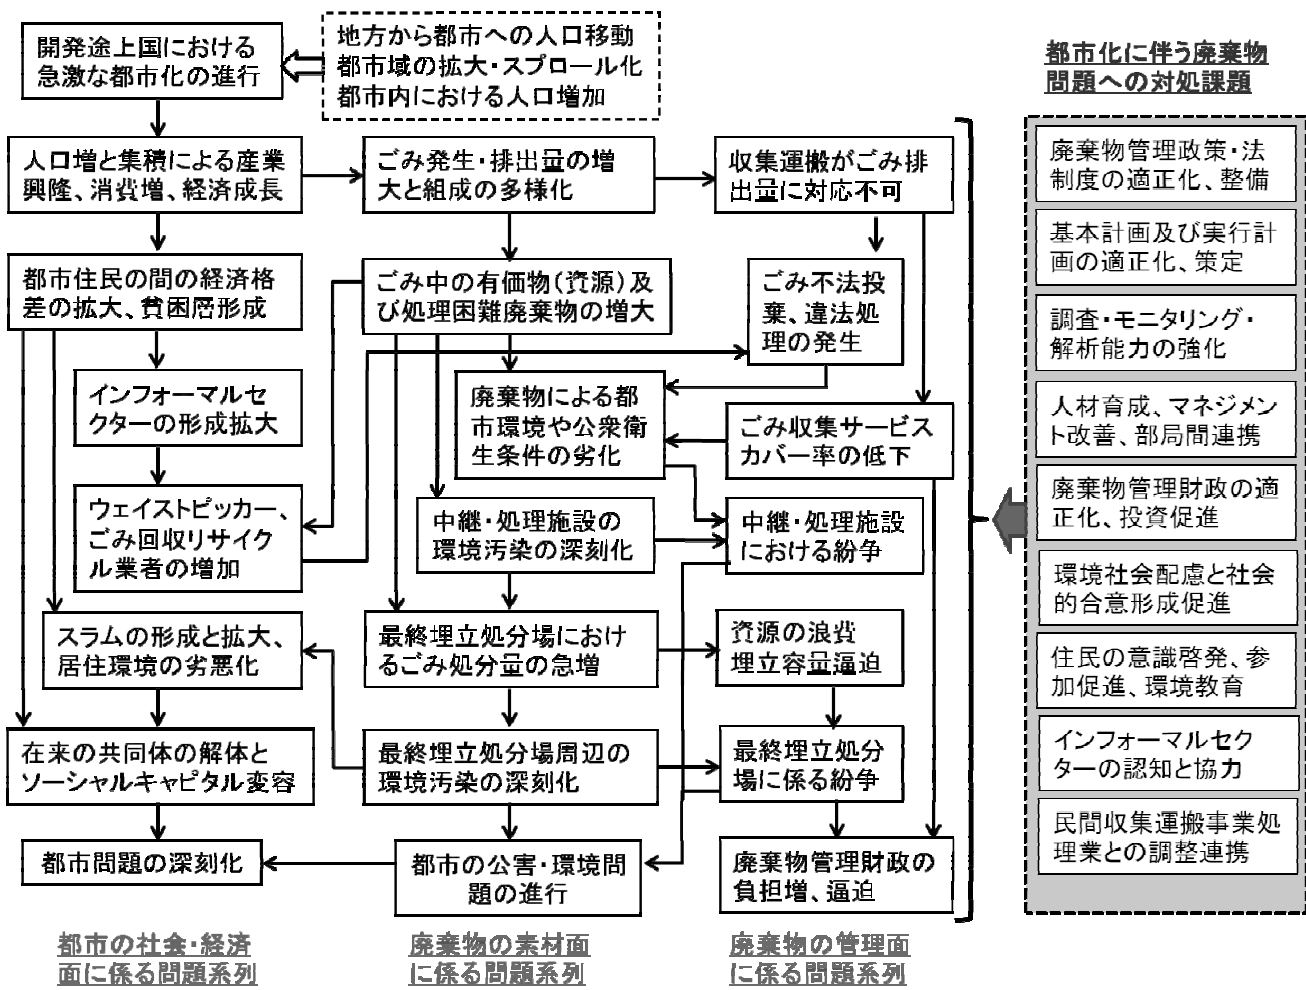 開発途上国における
急激な都市化の進行
地方から都市への人口移動
都市域の拡大・スプロール化
都市内における人口増加
人口増と集積による産業
興隆、消費増、経済成長
ごみ発生・排出量の増
大と組成の多様化
収集運搬がごみ排
出量に対応不可
都市住民の間の経済格
差の拡大、貧困層形成
ごみ中の有価物(資源)及
び処理困難廃棄物の増大
ごみ不法投
棄、違法処
理の発生
インフォーマルセ
クターの形成拡大
廃棄物による都
市環境や公衆衛
生条件の劣化
ごみ収集サービス
カバー率の低下
ウェイストピッカー、
ごみ回収リサイク
ル業者の増加
中継・処理施設の
環境汚染の深刻化
中継・処理施設
における紛争
スラムの形成と拡大、
居住環境の劣悪化
最終埋立処分場におけ
るごみ処分量の急増
資源の浪費
埋立容量逼迫
在来の共同体の解体と
ソーシャルキャピタル変容
最終埋立処分場周辺の
環境汚染の深刻化
最終埋立処分
場に係る紛争
都市問題の深刻化
都市の公害・環境問
題の進行
廃棄物管理財政の
負担増、逼迫
都市の社会・経済
面に係る問題系列
廃棄物の素材面
に係る問題系列
廃棄物の管理面
に係る問題系列
都市化に伴う廃棄物
問題への対処課題
廃棄物管理政策・法
制度の適正化、整備
基本計画及び実行計
画の適正化、策定
調査・モニタリング・
解析能力の強化
人材育成、マネジメン
ト改善、部局間連携
廃棄物管理財政の適
正化、投資促進
環境社会配慮と社会
的合意形成促進
住民の意識啓発、参
加促進、環境教育
インフォーマルセク
ターの認知と協力
民間収集運搬事業処
理業との調整連携